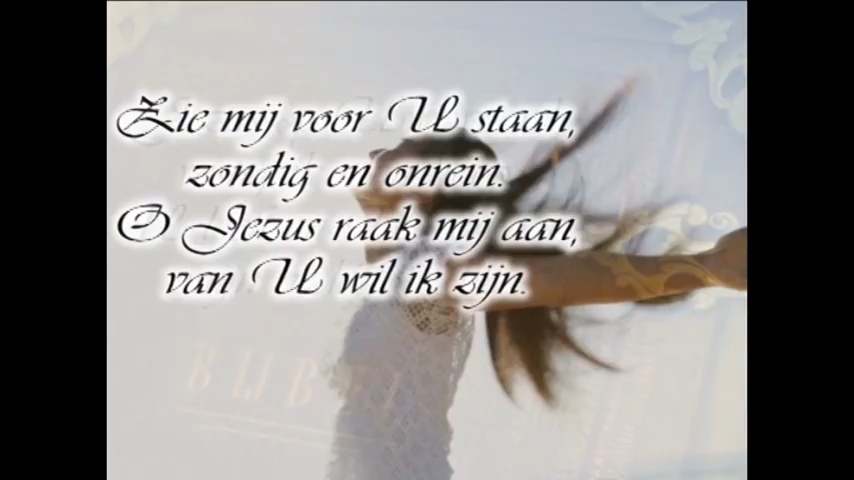 Zie mij voor U staan,
zondig en onrein.
O Jezus raak mij aan,
van U wil ik zijn.